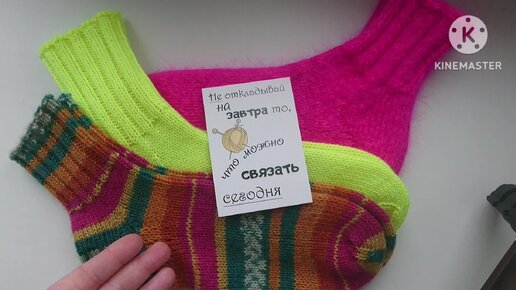 KINEMASTER
Не откладывай
на
завтра то,
что можно
связать
сегодня